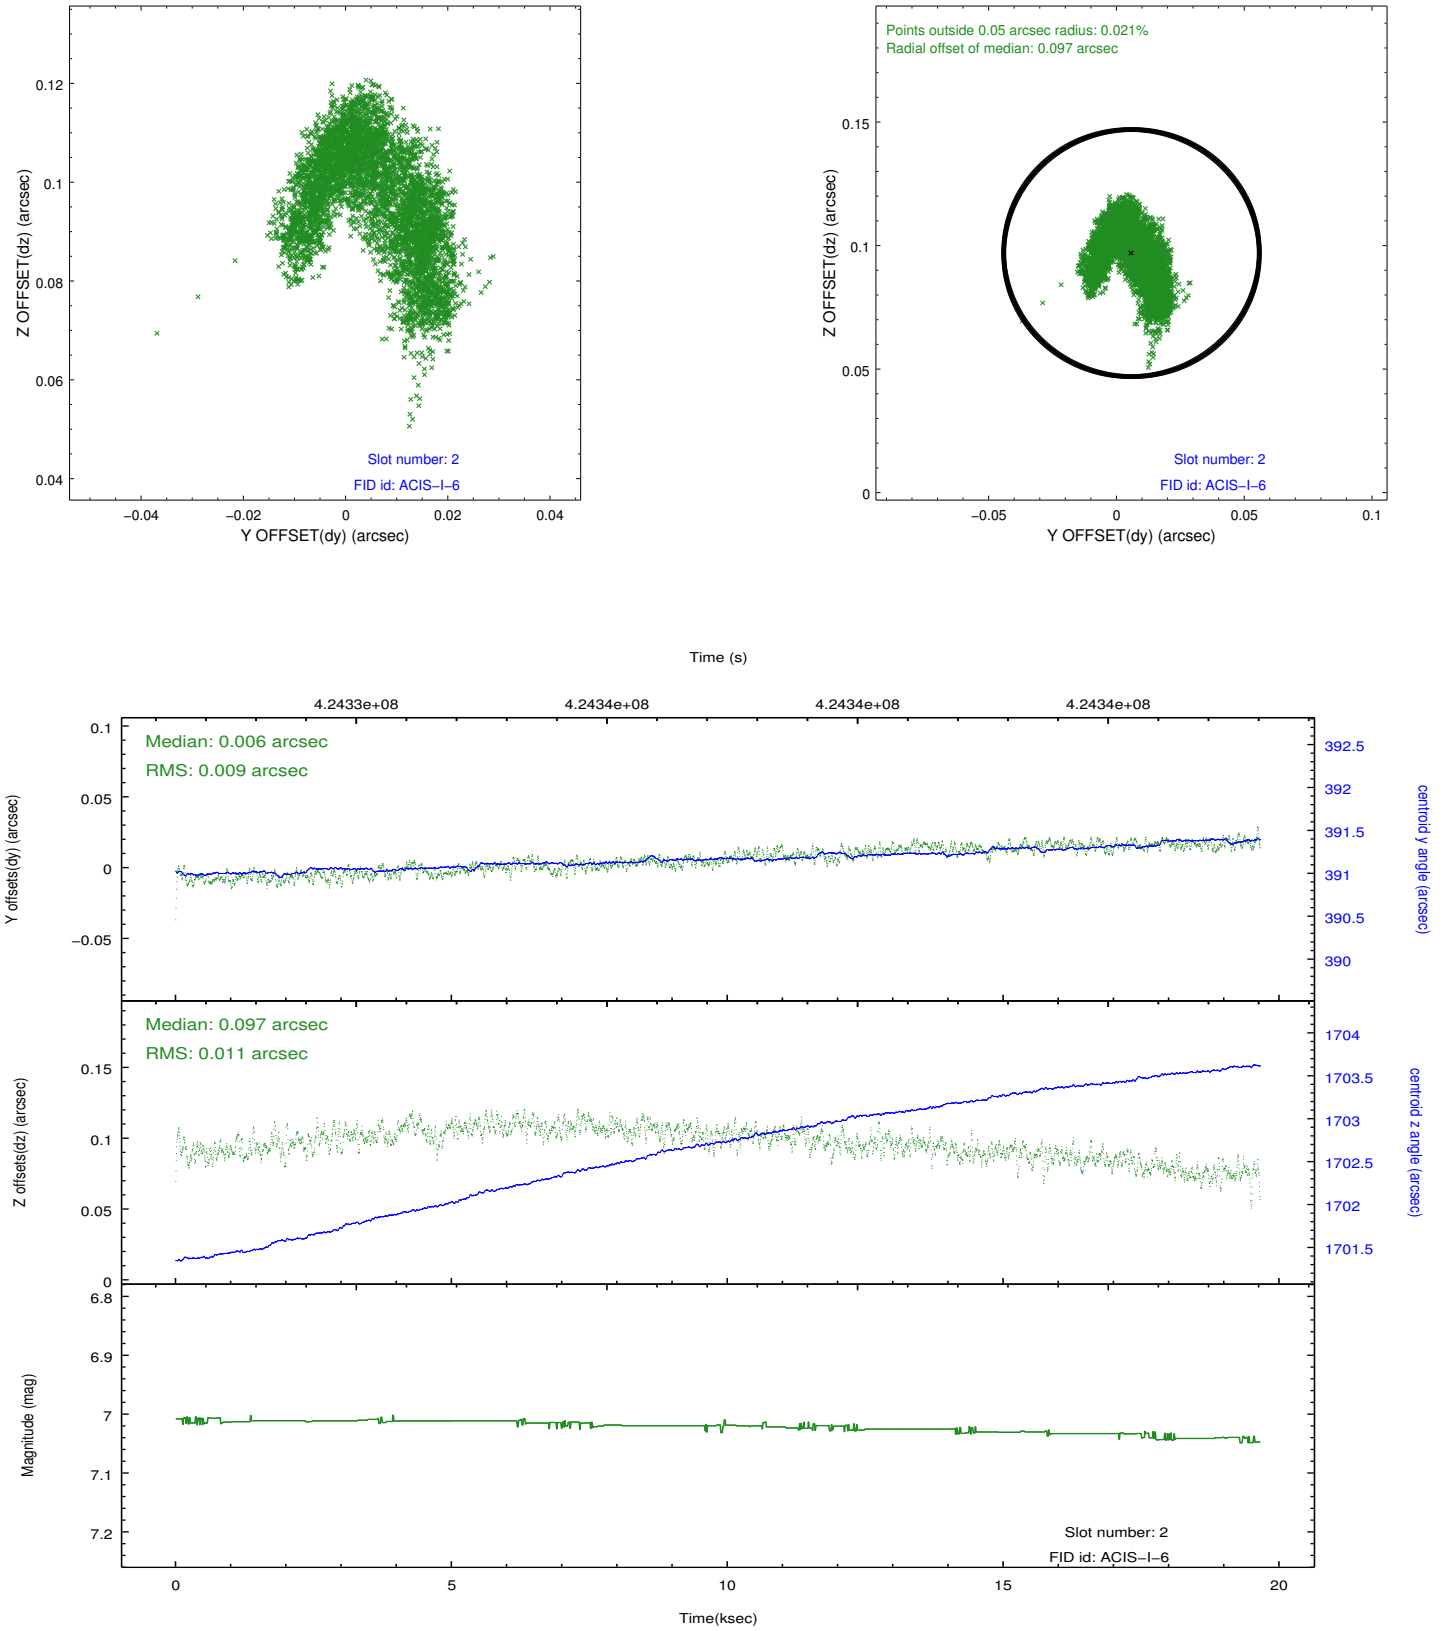 0.12
0.1
0.08
0.06
0.04
Z OFFSET(dz) (arcsec)
Slot number: 2
FID id: ACIS−I−6
−0.04
−0.02
0
0.02
0.04
Y OFFSET(dy) (arcsec)
Points outside 0.05 arcsec radius: 0.021%
Radial offset of median: 0.097 arcsec
0.15
0.1
0.05
0
Z OFFSET(dz) (arcsec)
Slot number: 2
FID id: ACIS−I−6
−0.05
0
0.05
0.1
Y OFFSET(dy) (arcsec)
Time (s)
4.2433e+08
4.2434e+08
4.2434e+08
4.2434e+08
Median: 0.006 arcsec
RMS: 0.009 arcsec
0.1
0.05
0
−0.05
Y offsets(dy) (arcsec)
392.5
392
391.5
391
390.5
390
centroid y angle (arcsec)
Median: 0.097 arcsec
RMS: 0.011 arcsec
0.15
0.1
0.05
0
Z offsets(dz) (arcsec)
1704
1703.5
1703
1702.5
1702
1701.5
centroid z angle (arcsec)
6.8
6.9
7
7.1
7.2
Magnitude (mag)
Slot number: 2
FID id: ACIS−I−6
0
5
10
15
20
Time(ksec)